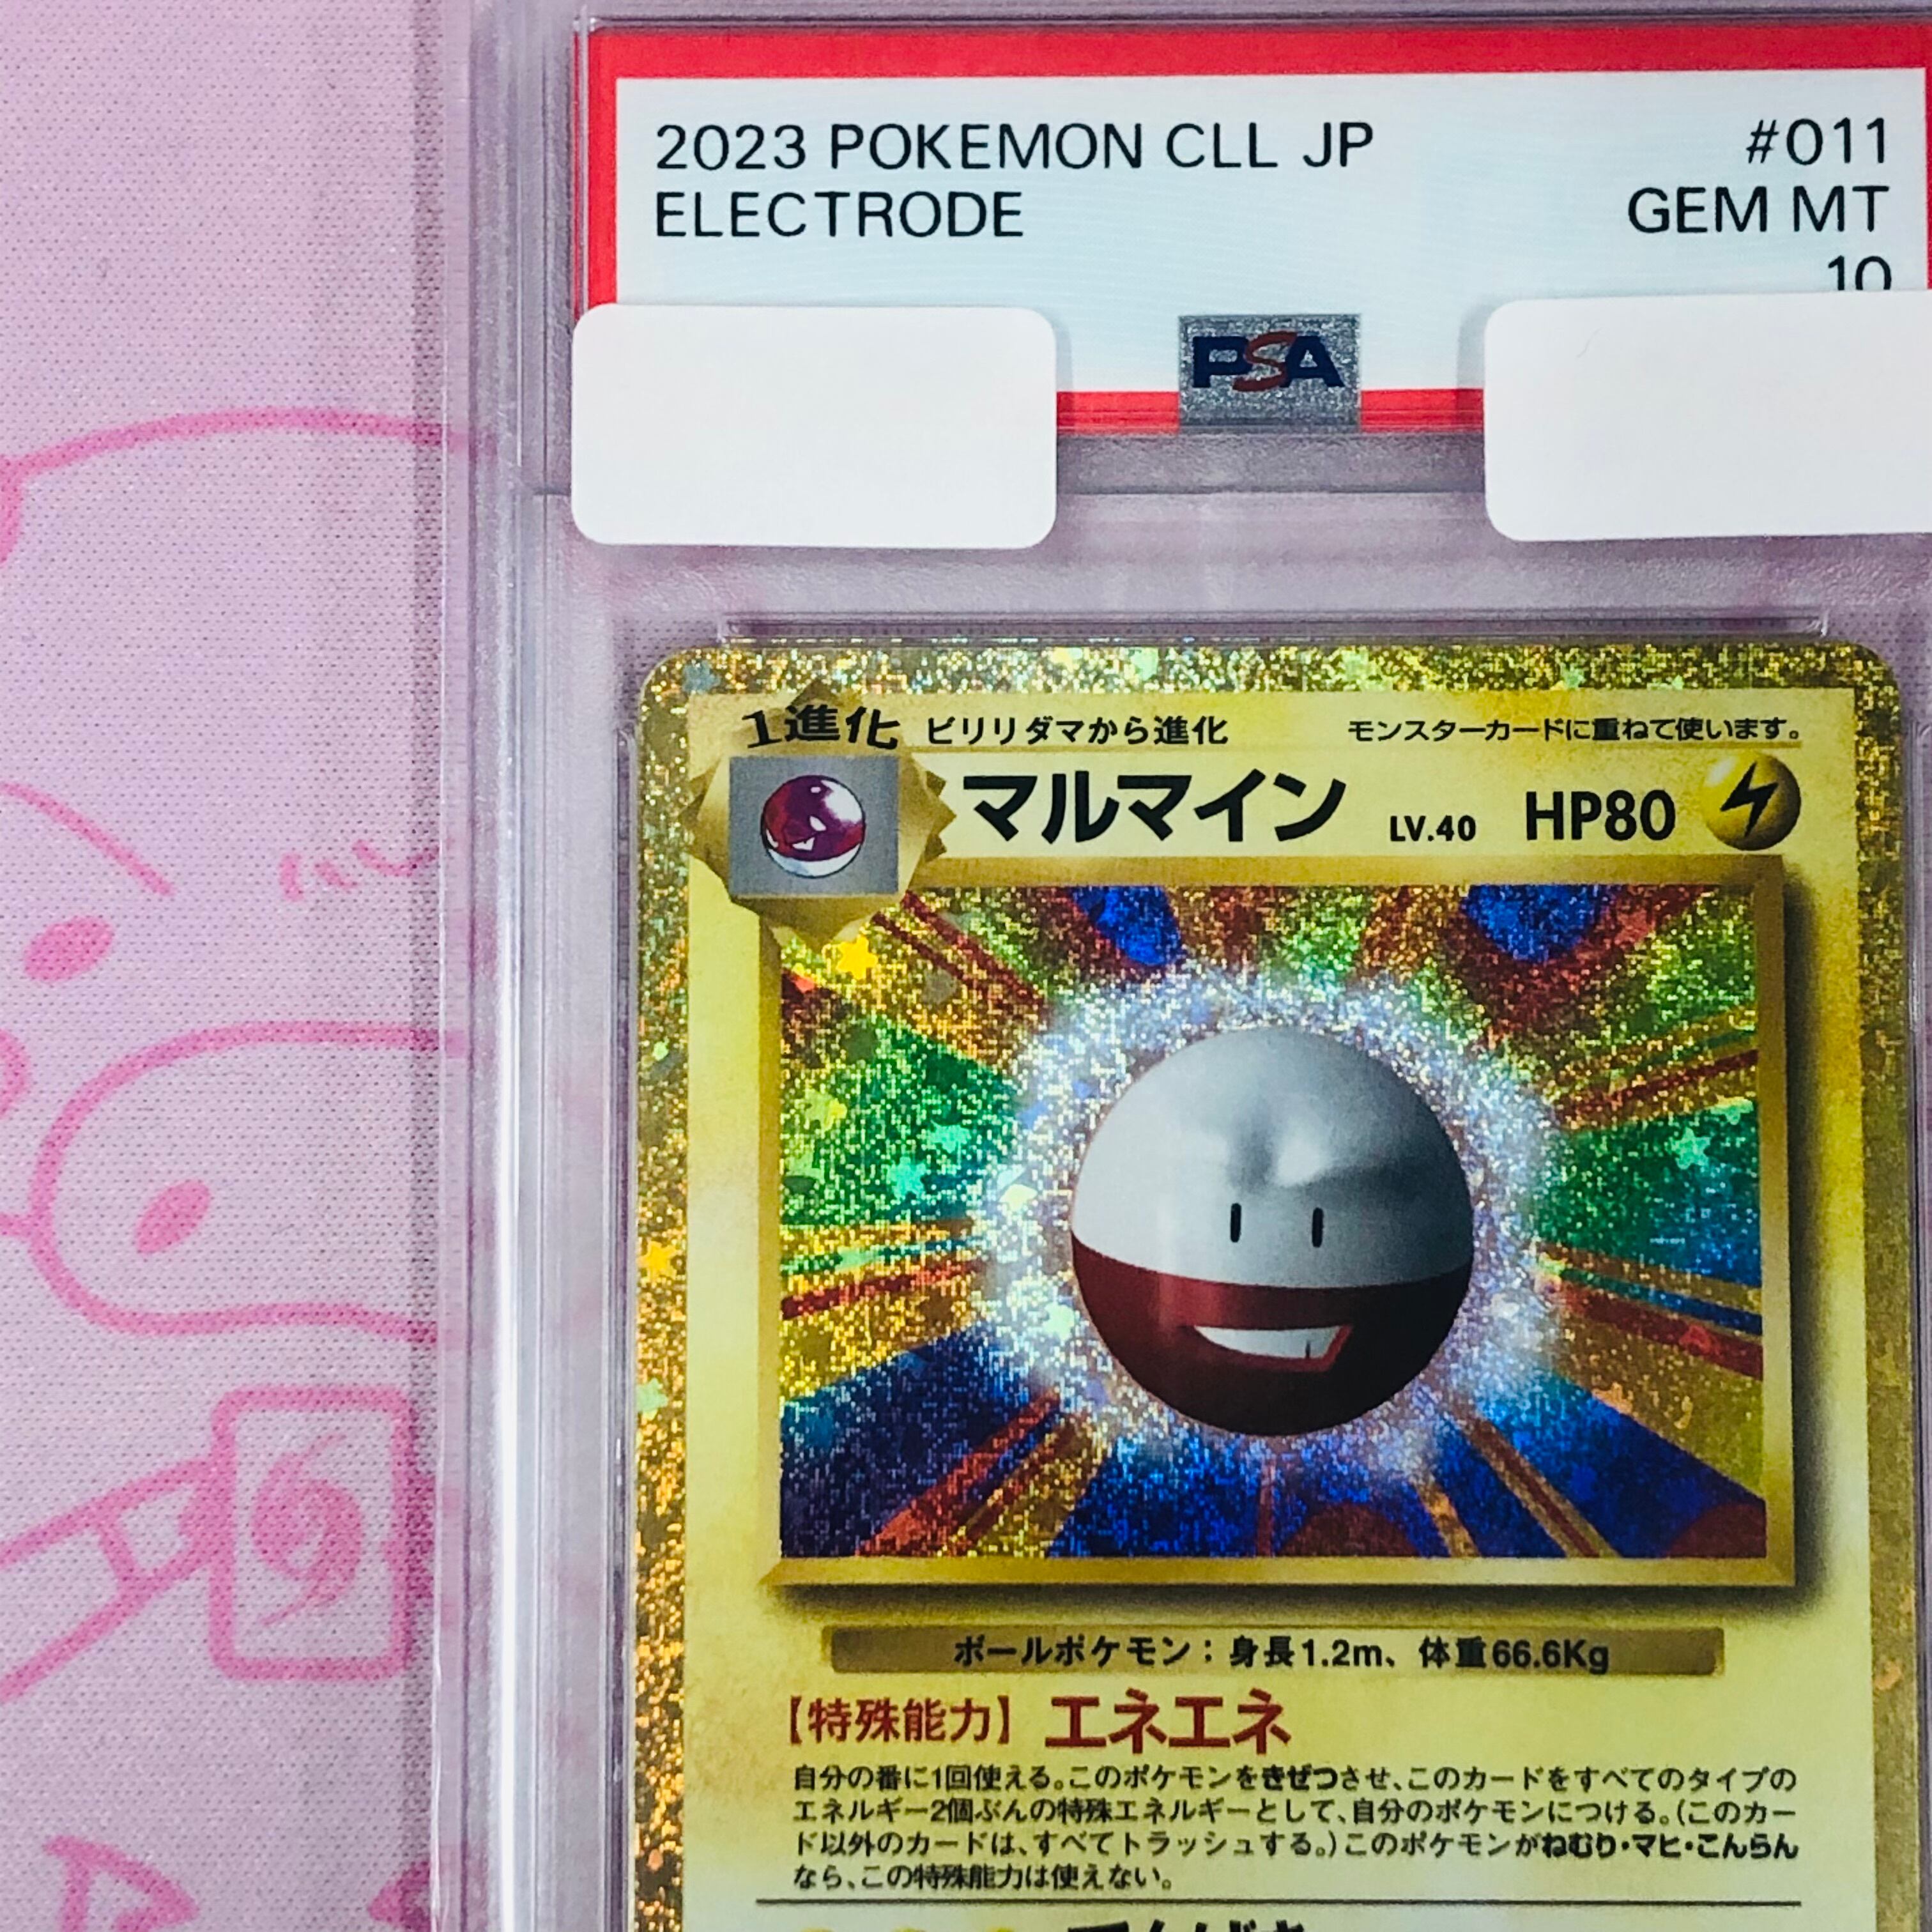 2023 POKEMON CLL JP #011
ELECTRODE GEM MT
10
PSA
1進化 ビリリダマから進化 モンスターカードに重ねて使います。
マルマイン LV.40 HP80
ボールポケモン：身長1.2m、体重66.6Kg
【特殊能力】エネエネ
自分の番に1回使える。このポケモンをきぜつさせ、このカードをすべてのタイプの
エネルギー2個ぶんの特殊エネルギーとして、自分のポケモンにつける。（このカー
ド以外のカードは、すべてトラッシュする。）このポケモンがねむり・マヒ・こんらん
なら、この特殊能力は使えない。